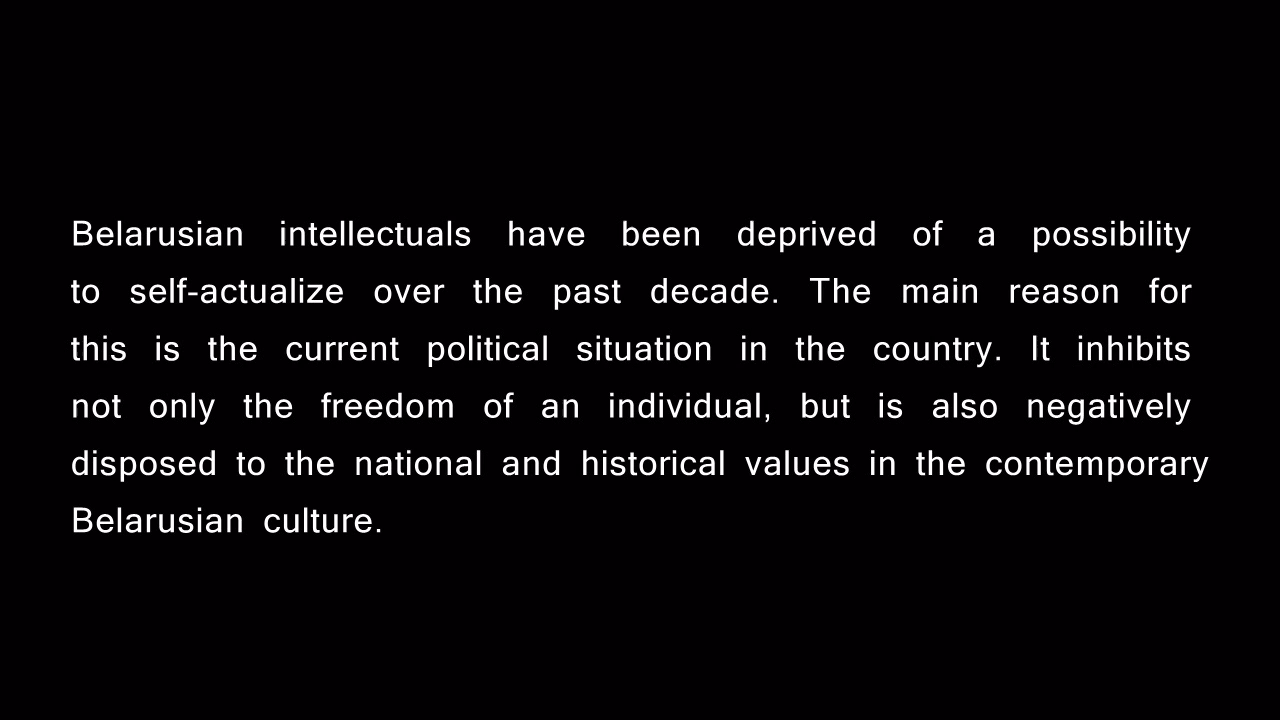 Belarusian intellectuals have been deprived of a possibility
to self-actualize over the past decade. The main reason for
this is the current political situation in the country. It inhibits
not only the freedom of an individual, but is also negatively
disposed to the national and historical values in the contemporary
Belarusian culture.